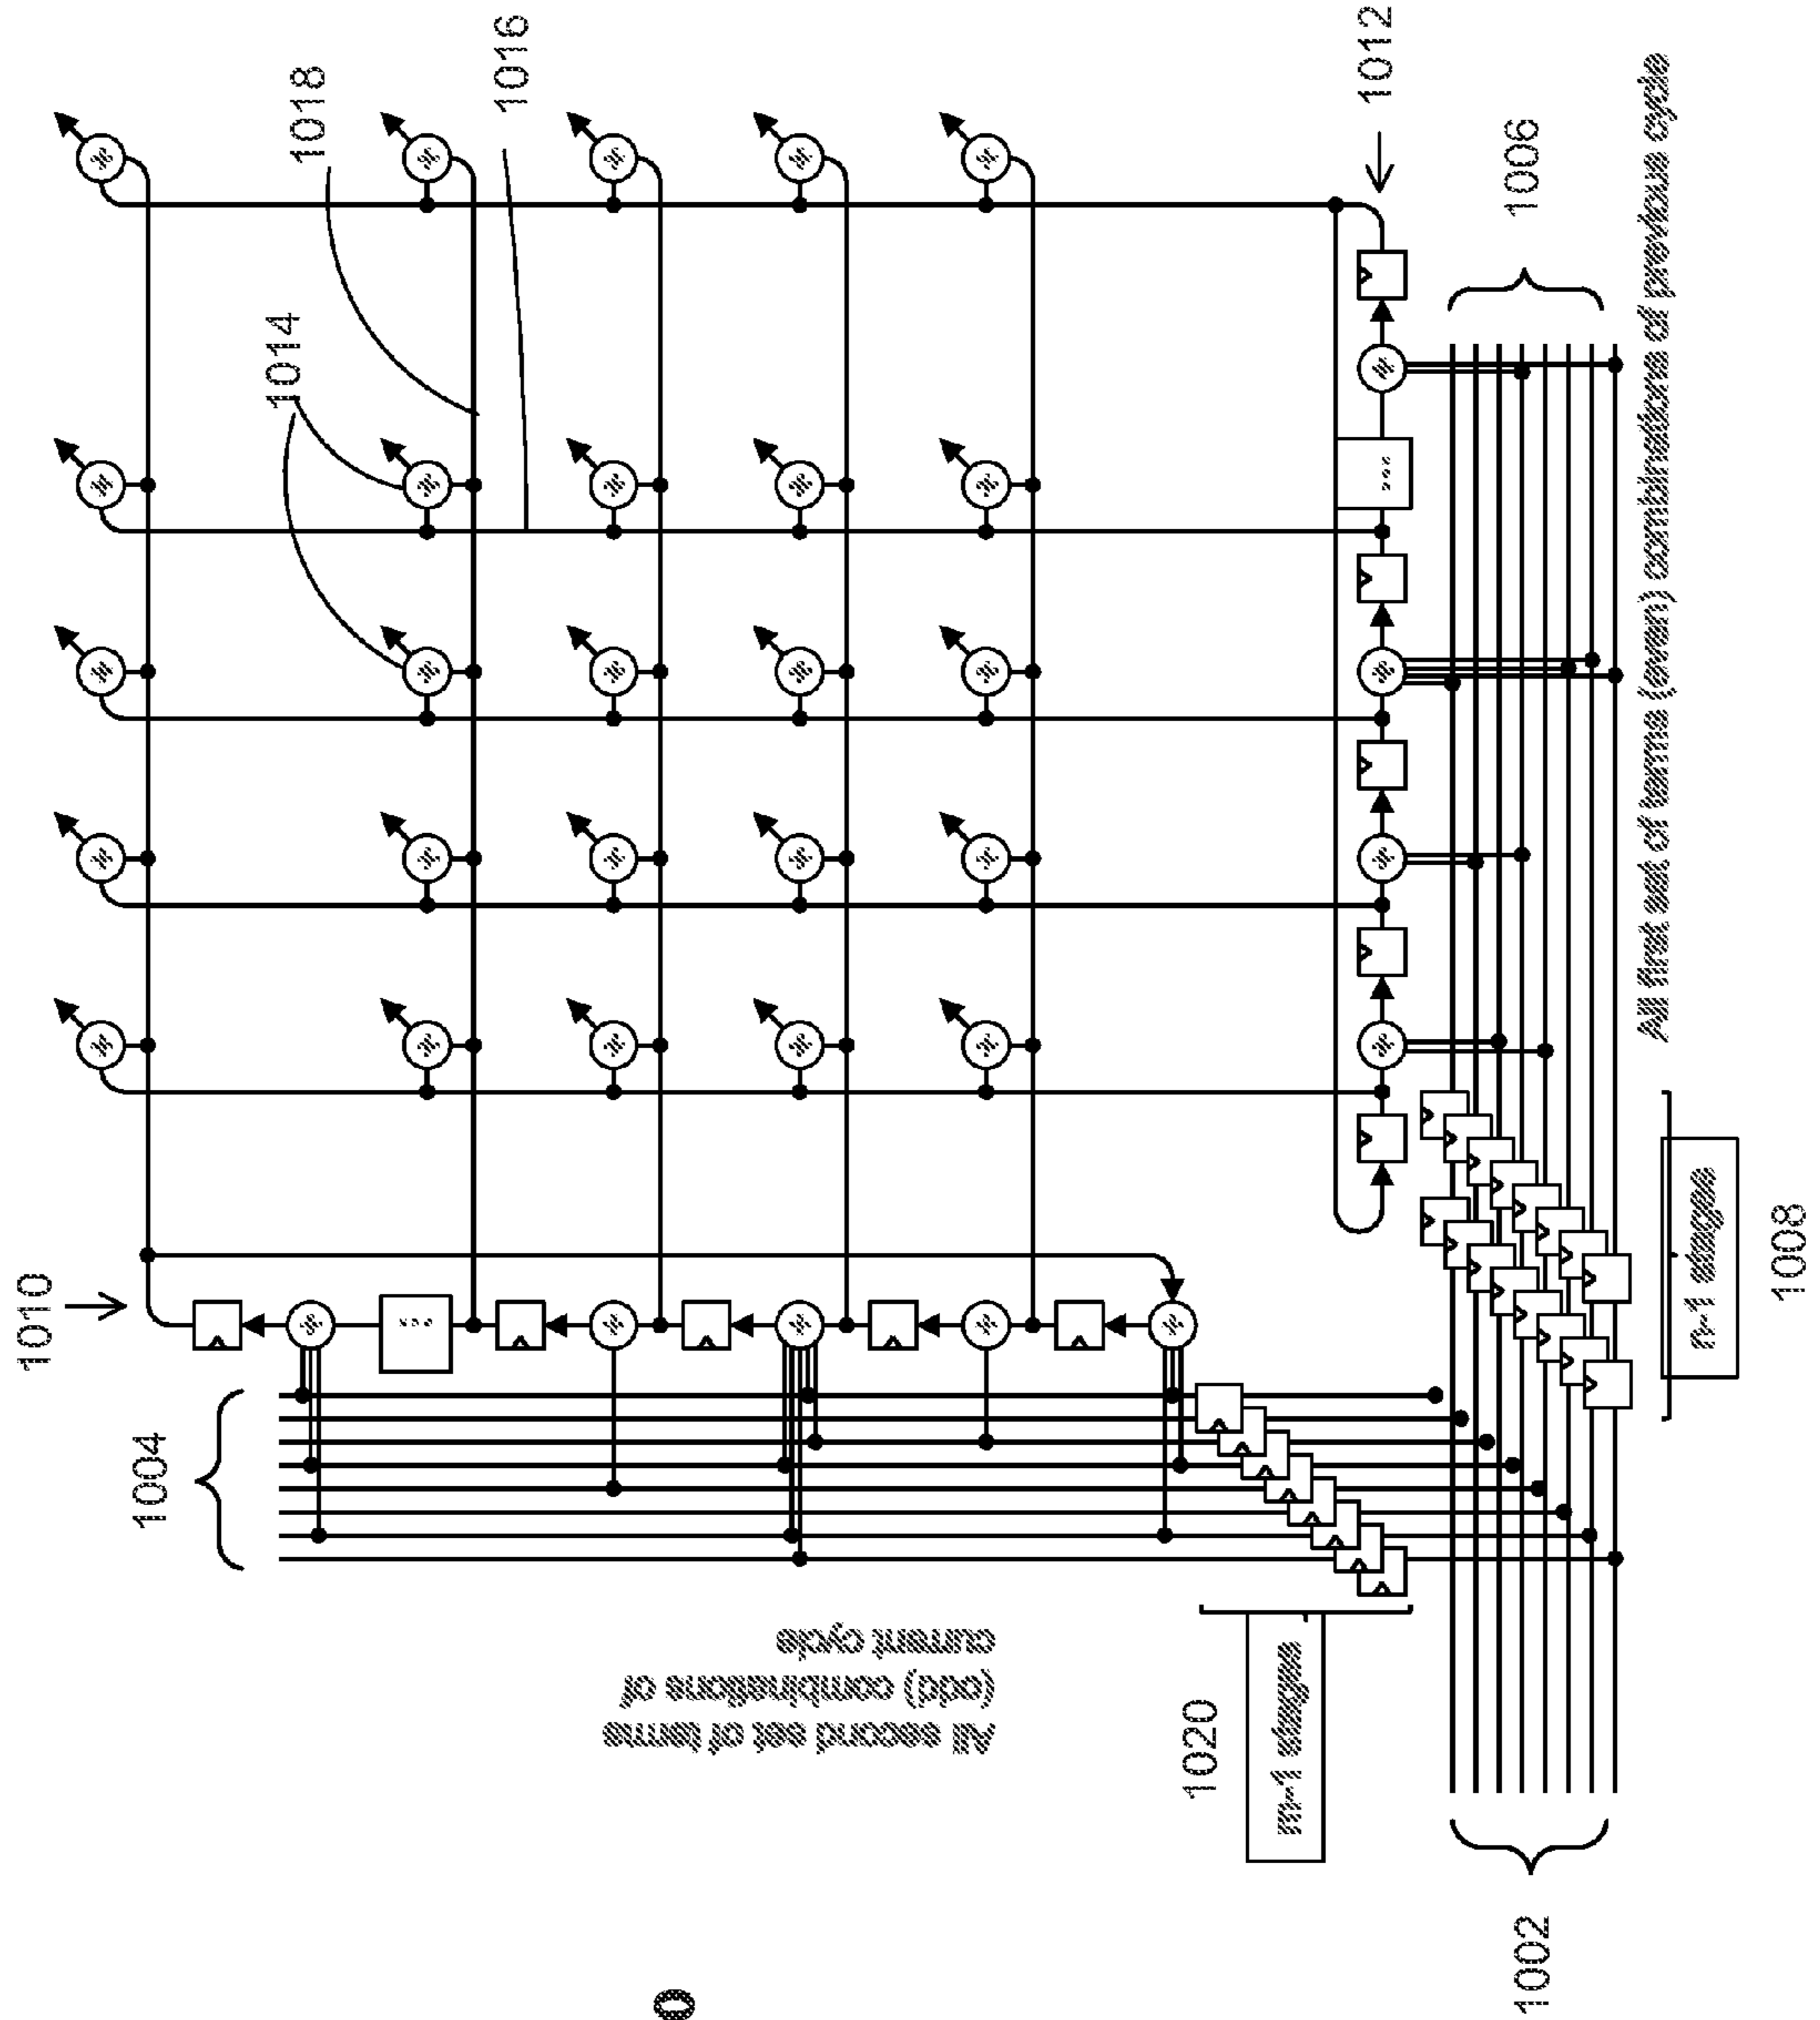 1010
1004
1018
1016
1014
1012
1006
All second set of terms
(odd) combinations of
current cycle
All first set of terms (even) combinations of previous cycle
1020
m-1 stages
n-1 stages
1008
1002
...
...
0